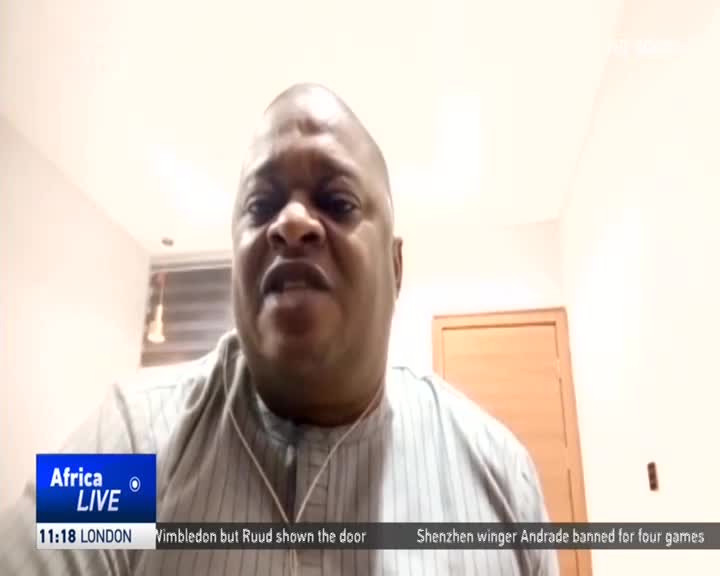 Africa
LIVE
11:18 LONDON
Wimbledon but Ruud shown the door
Shenzhen winger Andrade banned for four games